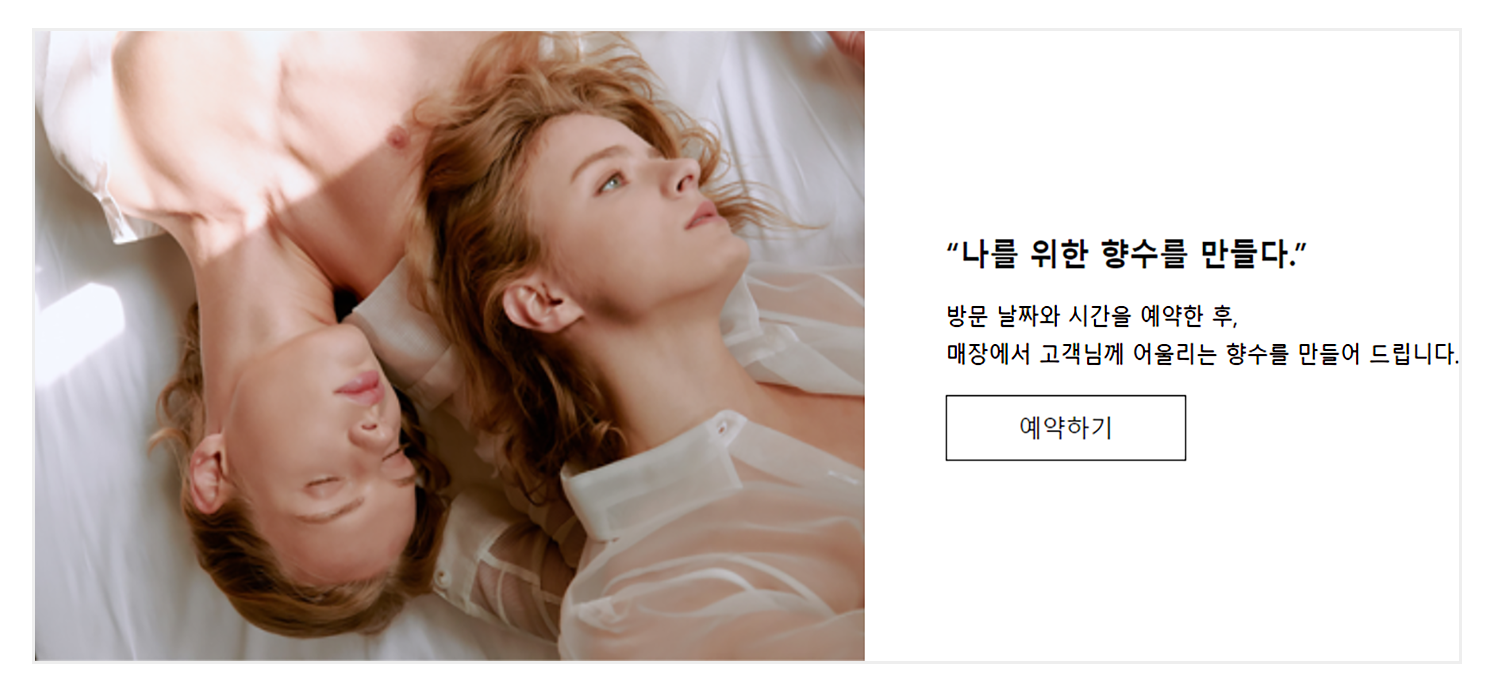 “나를 위한 향수를 만들다.”
방문 날짜와 시간을 예약한 후,
매장에서 고객님께 어울리는 향수를 만들어 드립니다.
예약하기